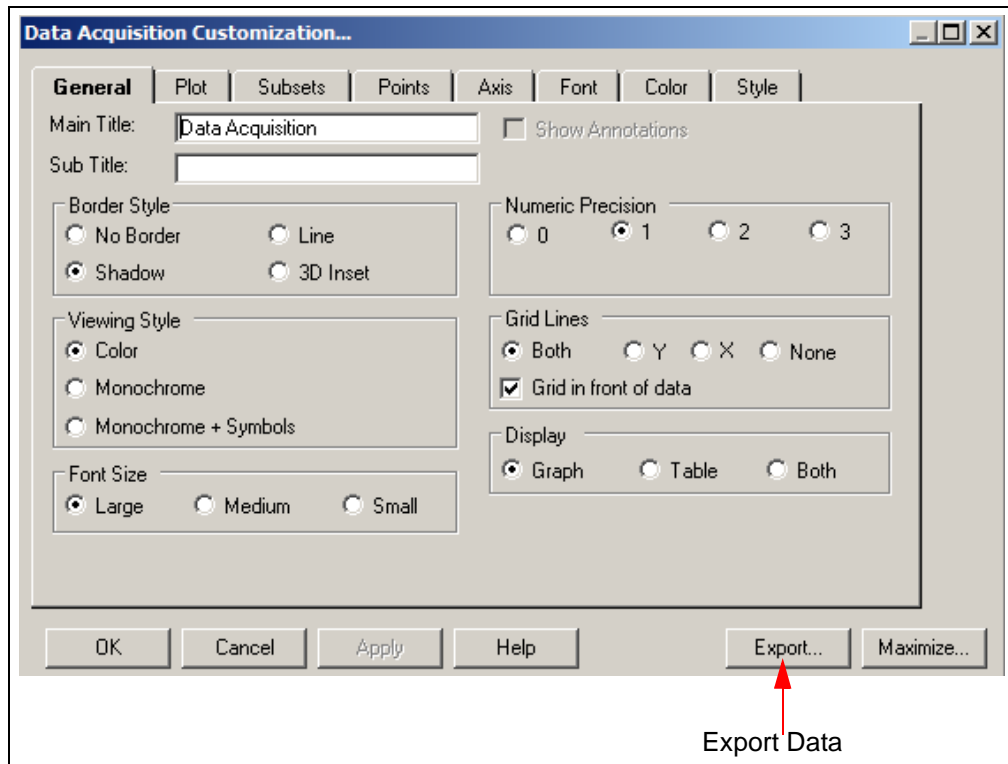 Data Acquisition Customization...
General Plot Subsets Points Axis Font Color Style
Main Title: Data Acquisition Show Annotations
Sub Title:
Border Style
No Border Line
Shadow 3D Inset
Numeric Precision
0 1 2 3
Viewing Style
Color
Monochrome
Monochrome + Symbols
Grid Lines
Both Y X None
Grid in front of data
Font Size
Large Medium Small
Display
Graph Table Both
OK Cancel Apply Help Export... Maximize...
Export Data